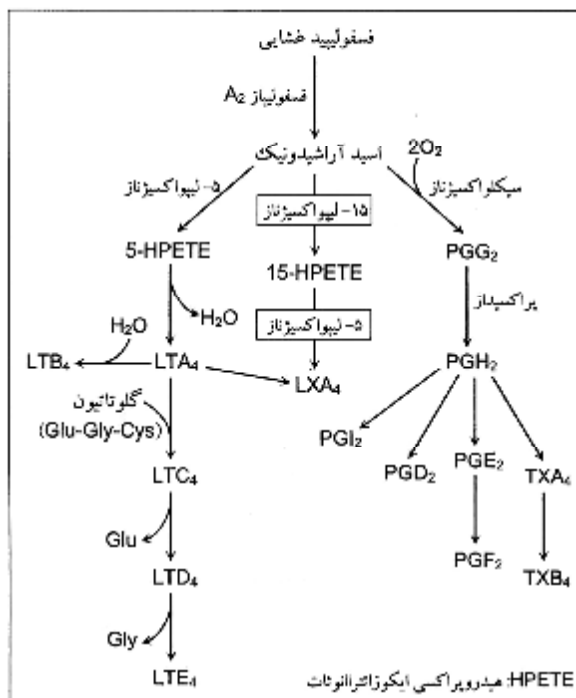 فسفولیپید غشایی
فسفولیپاز A₂
اسید آراشیدونیک
2O₂
سیکلواکسیژناز
۵- لیپواکسیژناز
۱۵- لیپواکسیژناز
5-HPETE
15-HPETE
PGG₂
H₂O
پراکسیداز
H₂O
۵- لیپواکسیژناز
LTB₄
LTA₄
LXA₄
PGH₂
گلوتاتیون
(Glu-Gly-Cys)
PGI₂
PGD₂
PGE₂
TXA₄
LTC₄
Glu
PGF₂
TXB₄
LTD₄
Gly
LTE₄
HPETE: هیدروپراکسی ایکوزاتتراانوئات